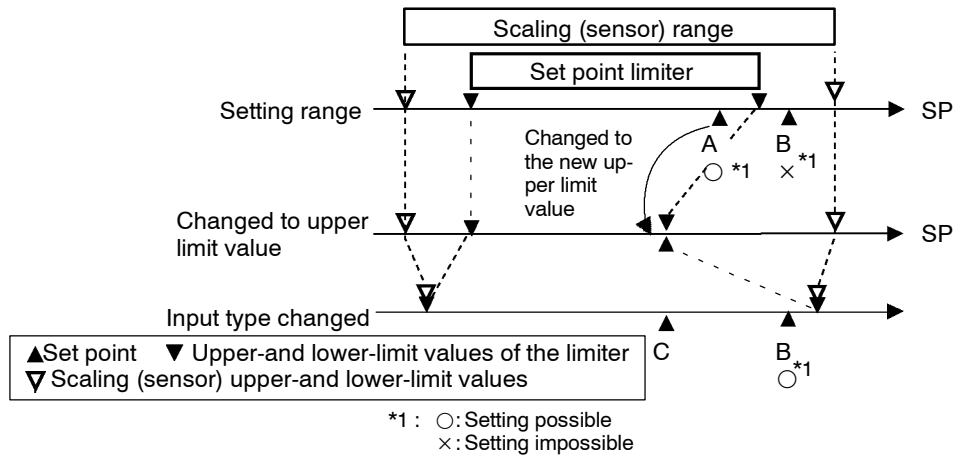 Scaling (sensor) range
Set point limiter
Setting range
SP
Changed to
the new up-
per limit
value
A
○ *1
B
× *1
Changed to upper
limit value
SP
Input type changed
C
B
○ *1
▲Set point ▼ Upper-and lower-limit values of the limiter
▽ Scaling (sensor) upper-and lower-limit values
*1 : ○: Setting possible
×: Setting impossible